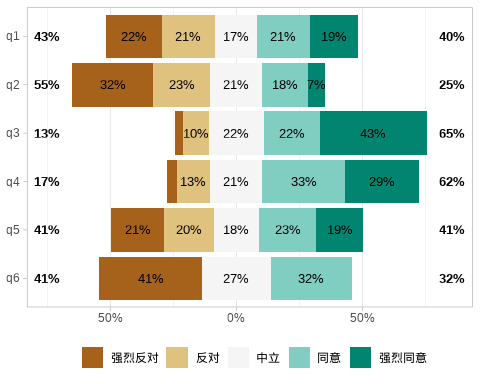 q1 43% 22% 21% 17% 21% 19% 40%
q2 55% 32% 23% 21% 18% 7% 25%
q3 13% 10% 22% 22% 43% 65%
q4 17% 13% 21% 33% 29% 62%
q5 41% 21% 20% 18% 23% 19% 41%
q6 41% 41% 27% 32% 32%
50% 0% 50%
强烈反对 反对 中立 同意 强烈同意